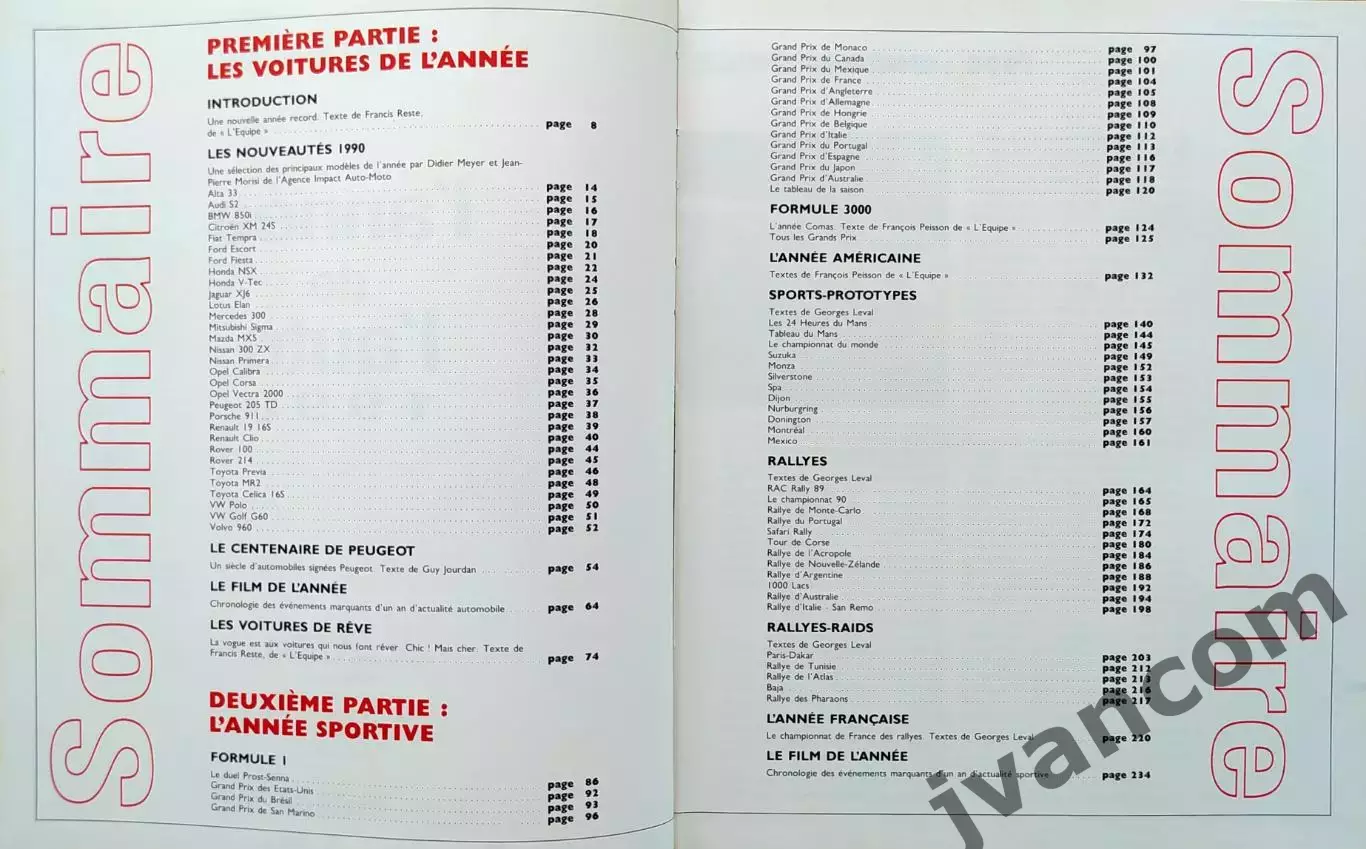 Sommaire
PREMIÈRE PARTIE :
LES VOITURES DE L'ANNÉE
INTRODUCTION
Une nouvelle année record. Texte de Francis Reste,
de « L'Equipe » page 8
LES NOUVEAUTÉS 1990
Une sélection des principaux modèles de l'année par Didier Meyer et Jean-
Pierre Morisi de l'Agence Impact Auto-Moto
Alfa 33 page 14
Audi S2 page 15
BMW 850i page 16
Citroën XM 24S page 17
Fiat Tempra page 18
Ford Escort page 20
Ford Fiesta page 21
Honda NSX page 22
Honda V-Tec page 24
Jaguar XJ6 page 25
Lotus Elan page 26
Mercedes 300 page 28
Mitsubishi Sigma page 29
Mazda MX5 page 30
Nissan 300 ZX page 32
Nissan Primera page 33
Opel Calibra page 34
Opel Corsa page 35
Opel Vectra 2000 page 36
Peugeot 205 TD page 37
Porsche 911 page 38
Renault 19 16S page 39
Renault Clio page 40
Rover 100 page 44
Rover 214 page 45
Toyota Previa page 46
Toyota MR2 page 48
Toyota Celica 16S page 49
VW Polo page 50
VW Golf G60 page 51
Volvo 960 page 52
LE CENTENAIRE DE PEUGEOT
Un siècle d'automobiles signées Peugeot. Texte de Guy Jourdan page 54
LE FILM DE L'ANNÉE
Chronologie des événements marquants d'un an d'actualité automobile page 64
LES VOITURES DE RÊVE
La vogue est aux voitures qui nous font rêver. Chic ! Mais cher. Texte de
Francis Reste, de « L'Equipe » page 74
DEUXIÈME PARTIE :
L'ANNÉE SPORTIVE
FORMULE I
Le duel Prost-Senna page 86
Grand Prix des Etats-Unis page 92
Grand Prix du Brésil page 93
Grand Prix de San Marino page 96
Grand Prix de Monaco page 97
Grand Prix du Canada page 100
Grand Prix du Mexique page 101
Grand Prix de France page 104
Grand Prix d'Angleterre page 105
Grand Prix d'Allemagne page 108
Grand Prix de Hongrie page 109
Grand Prix de Belgique page 110
Grand Prix d'Italie page 112
Grand Prix du Portugal page 113
Grand Prix d'Espagne page 116
Grand Prix du Japon page 117
Grand Prix d'Australie page 118
Le tableau de la saison page 120
FORMULE 3000
L'année Comas. Texte de François Peisson de « L'Equipe » page 124
Tous les Grands Prix page 125
L'ANNÉE AMÉRICAINE
Textes de François Peisson de « L'Equipe » page 132
SPORTS-PROTOTYPES
Textes de Georges Leval
Les 24 Heures du Mans page 140
Tableau du Mans page 144
Le championnat du monde page 145
Suzuka page 149
Monza page 152
Silverstone page 153
Spa page 154
Dijon page 155
Nurburgring page 156
Donington page 157
Montréal page 160
Mexico page 161
RALLYES
Textes de Georges Leval
RAC Rally 89 page 164
Le championnat 90 page 165
Rallye de Monte-Carlo page 168
Rallye du Portugal page 172
Safari Rally page 174
Tour de Corse page 180
Rallye de l'Acropole page 184
Rallye de Nouvelle-Zélande page 186
Rallye d'Argentine page 188
1000 Lacs page 192
Rallye d'Australie page 194
Rallye d'Italie - San Remo page 198
RALLYES-RAIDS
Textes de Georges Leval
Paris-Dakar page 203
Rallye de Tunisie page 212
Rallye de l'Atlas page 213
Baja page 216
Rallye des Pharaons page 217
L'ANNÉE FRANÇAISE
Le championnat de France des rallyes. Textes de Georges Leval page 220
LE FILM DE L'ANNÉE
Chronologie des événements marquants d'un an d'actualité sportive page 234
Sommaire
jvancom